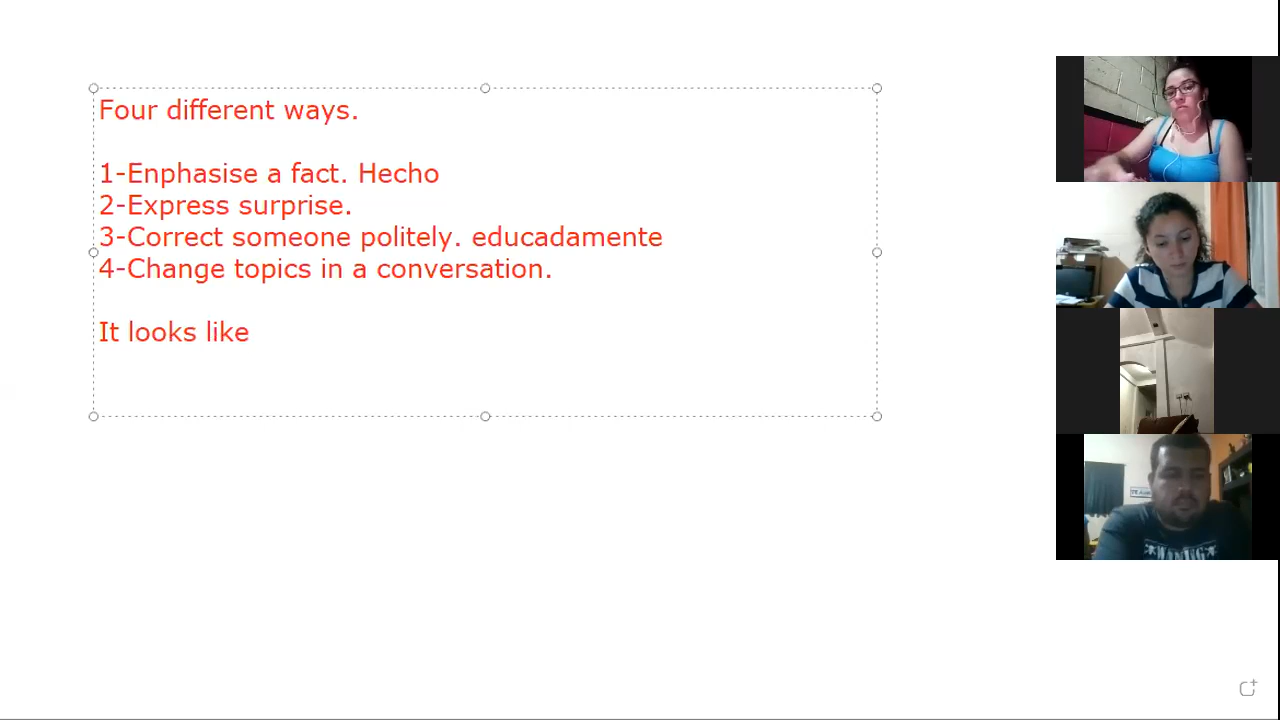 Four different ways.
1-Enphasise a fact. Hecho
2-Express surprise.
3-Correct someone politely. educadamente
4-Change topics in a conversation.
It looks like